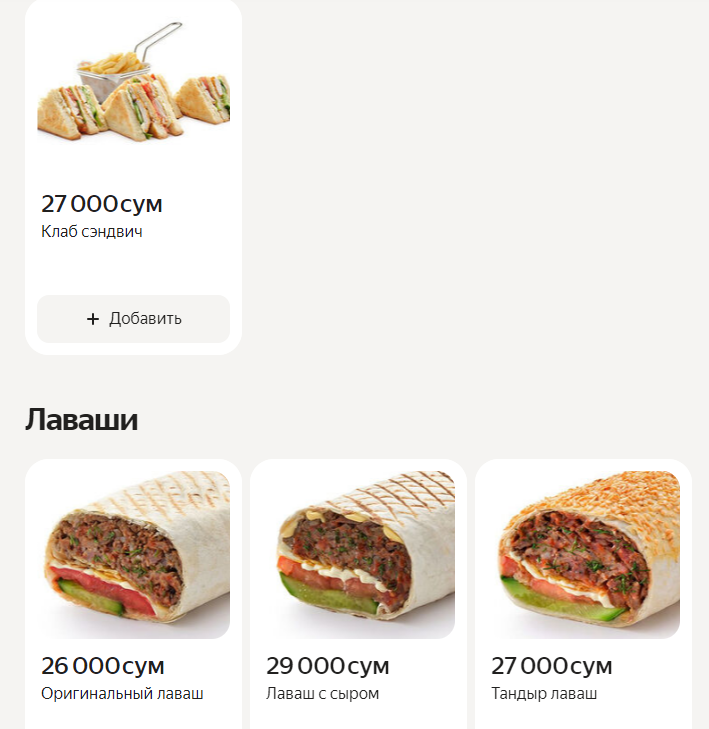 27 000 сум
Клаб сэндвич
+ Добавить
Лаваши
26 000 сум
Оригинальный лаваш
29 000 сум
Лаваш с сыром
27 000 сум
Тандыр лаваш